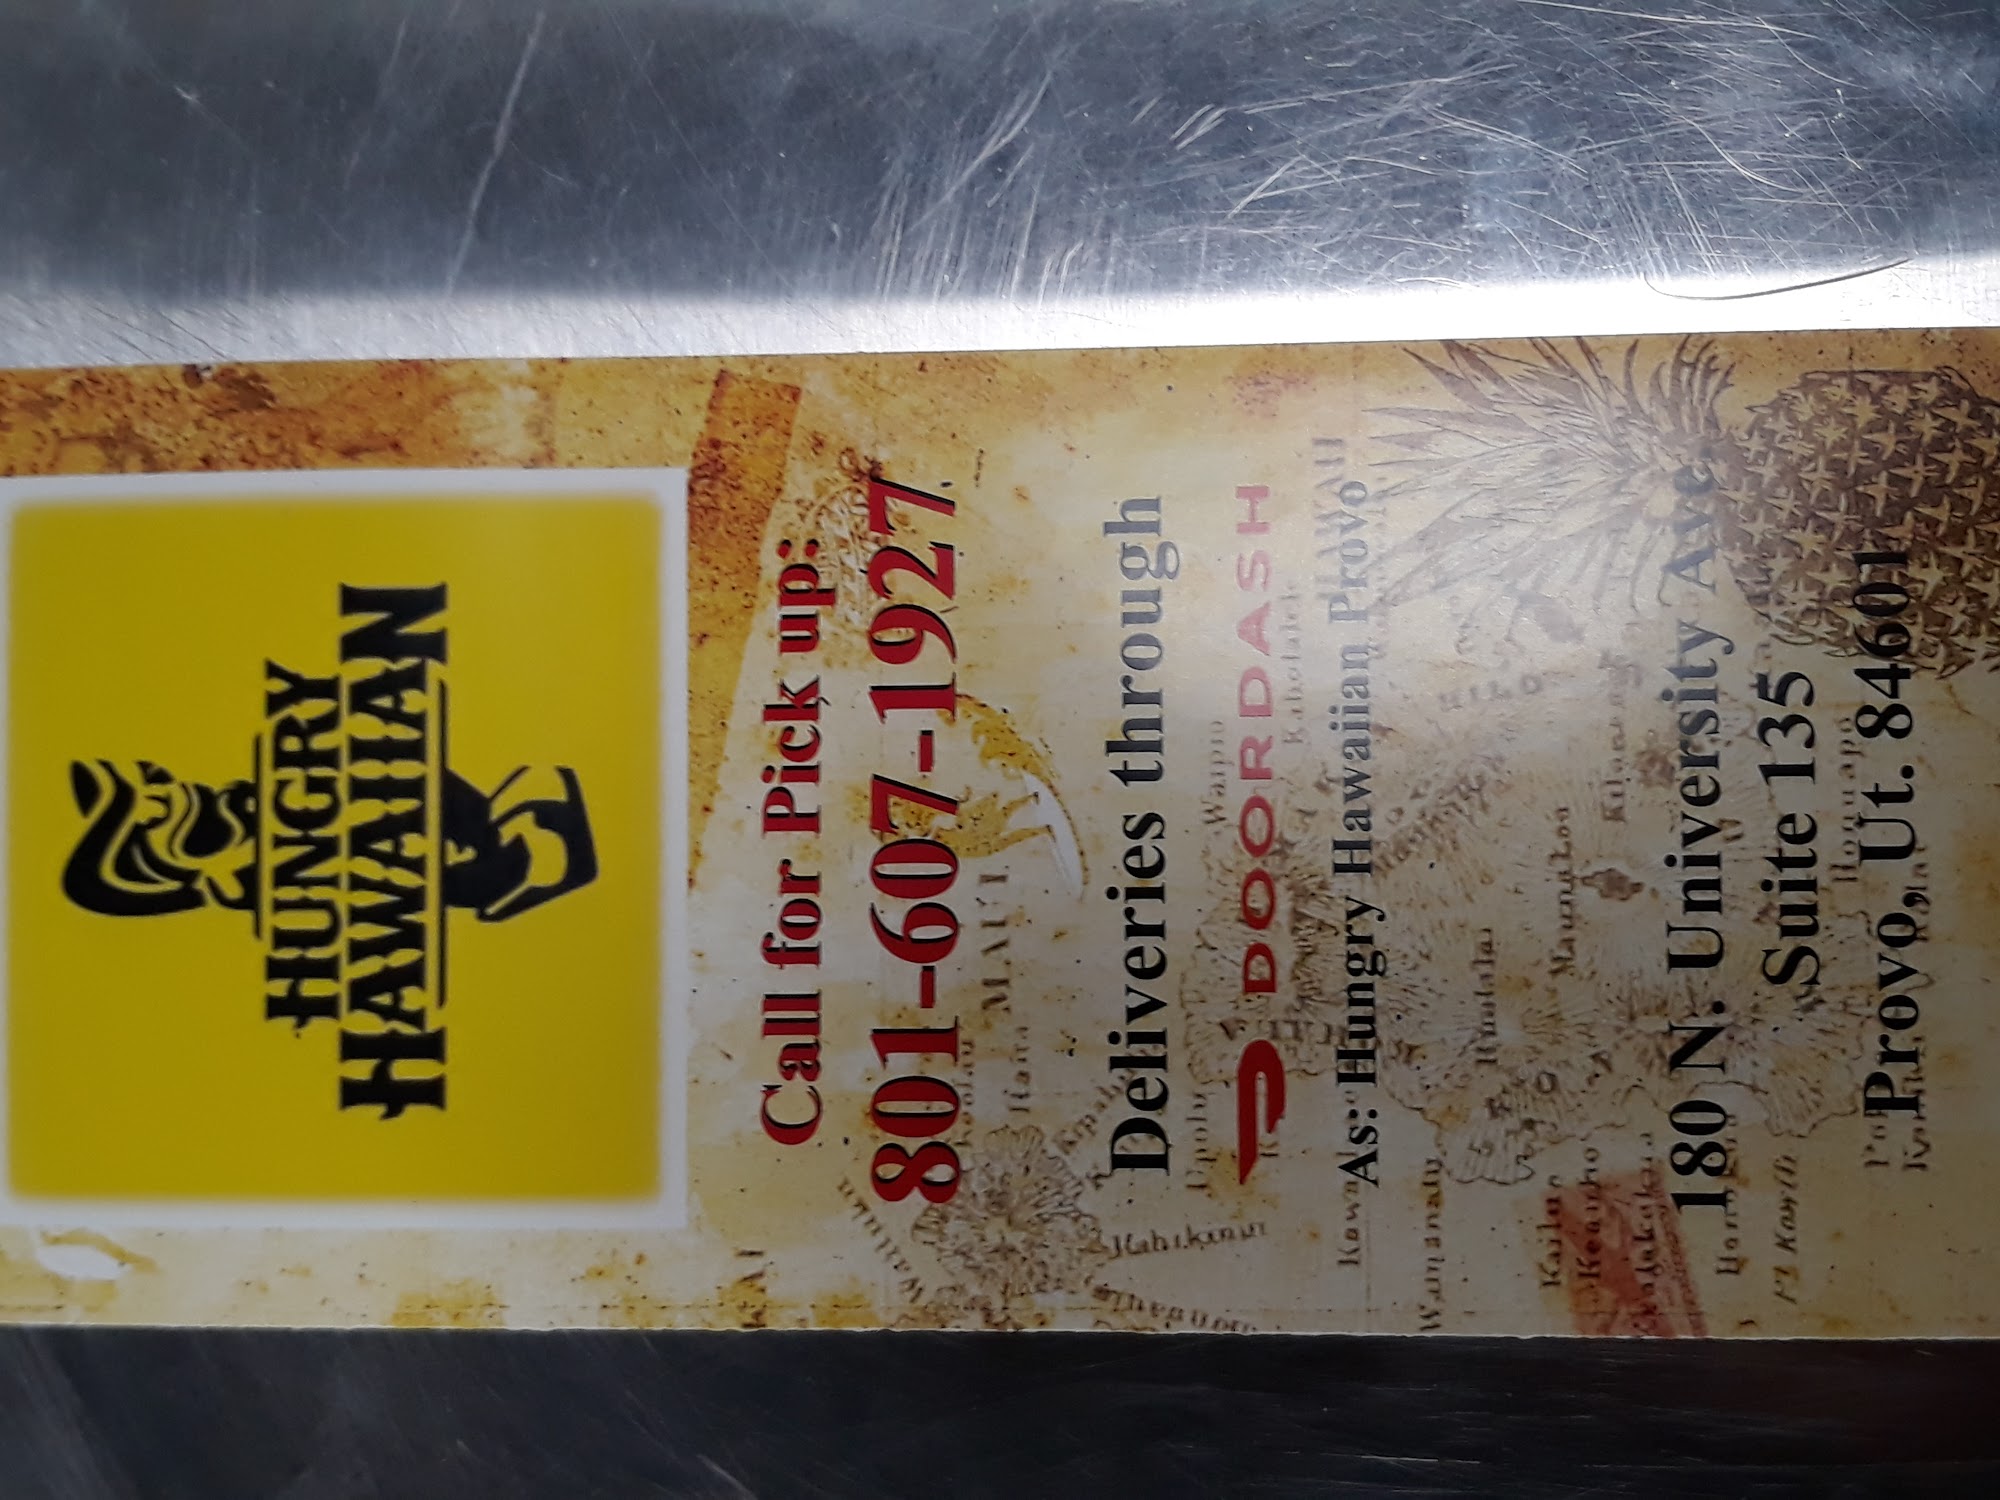 HUNGRY
HAWAIIAN
Call for Pick up:
801-607-1927
MAUI
Deliveries through
DOORDASH
As: Hungry Hawaiian Provo
180 N. University Ave
Suite 135
Provo, Ut. 84601